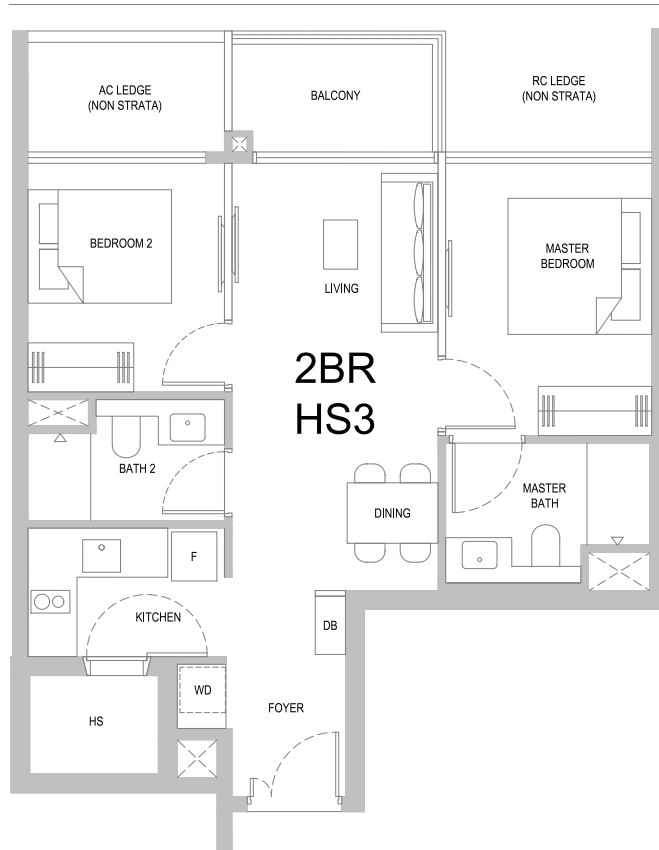 AC LEDGE
(NON STRATA)
BALCONY
RC LEDGE
(NON STRATA)
BEDROOM 2
LIVING
MASTER
BEDROOM
2BR
HS3
BATH 2
DINING
MASTER
BATH
F
KITCHEN
DB
WD
FOYER
HS